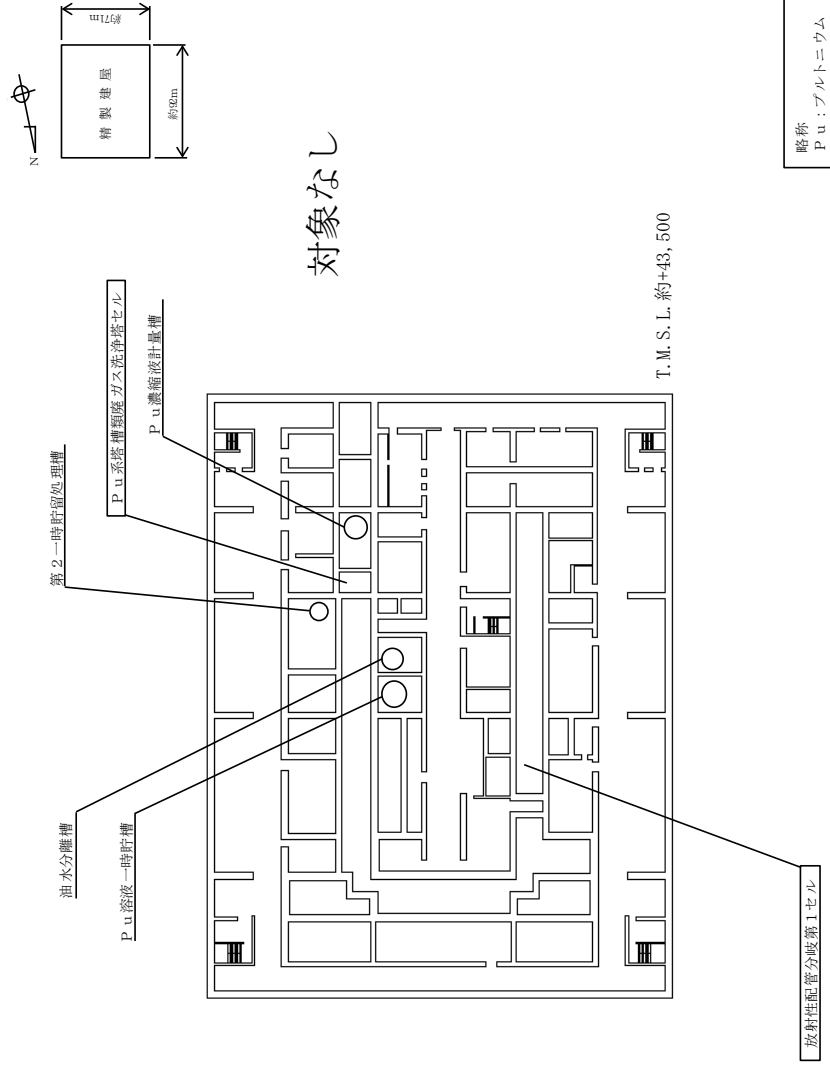 N
精製建屋
約71m
約92m
対象なし
第2一時貯留処理槽
Pu系塔槽類廃ガス洗浄塔セル
Pu濃縮液計量槽
油水分離槽
Pu溶液一時貯槽
放射性配管分岐第1セル
T.M.S.L.約+43,500
略称
Pu:プルトニウム